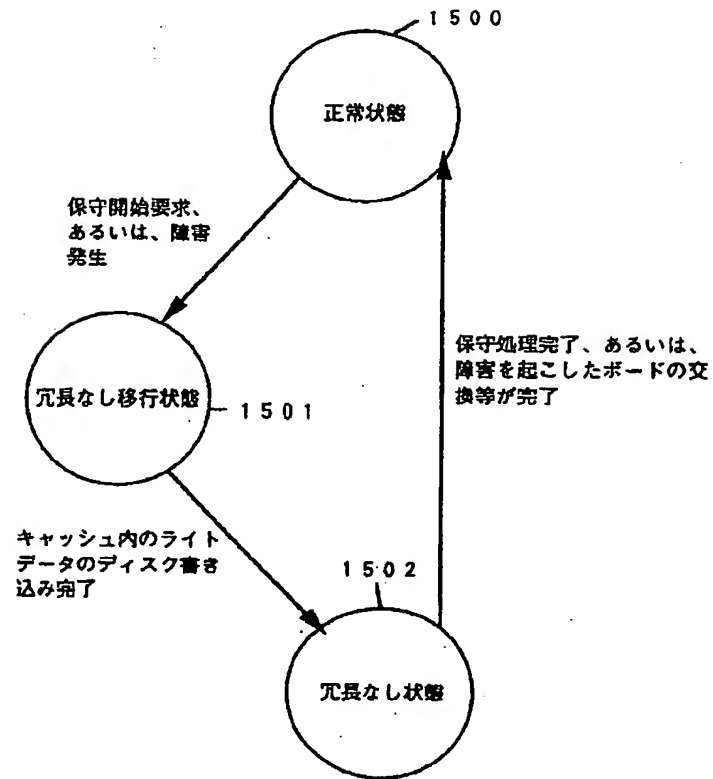 1500
正常状態
保守開始要求、
あるいは、障害
発生
保守処理完了、あるいは、
障害を起こしたボードの交
換等が完了
冗長なし移行状態
1501
キャッシュ内のライト
データのディスク書き
込み完了
1502
冗長なし状態